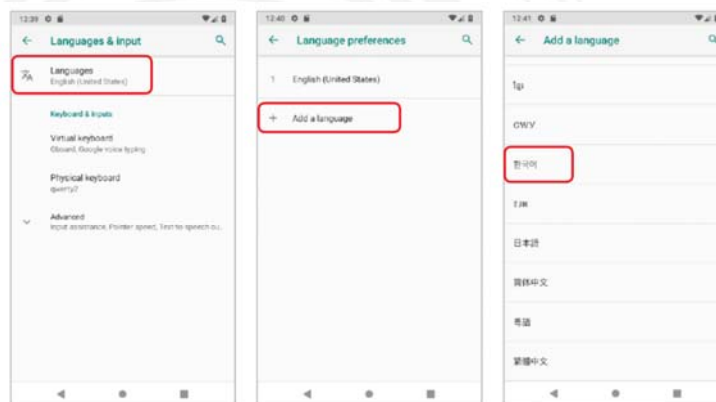 12:39
Languages & input
Languages
English (United States)
Keyboard & inputs
Virtual keyboard
Gboard, Google voice typing
Physical keyboard
qwerty2
Advanced
Input assistance, Pointer speed, Text-to-speech ou..
12:40
Language preferences
1 English (United States)
+ Add a language
12:41
Add a language
한국어
日本語
简体中文
粤語
繁體中文